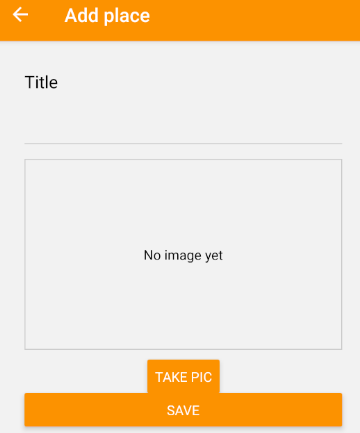 Add place
Title
No image yet
TAKE PIC
SAVE